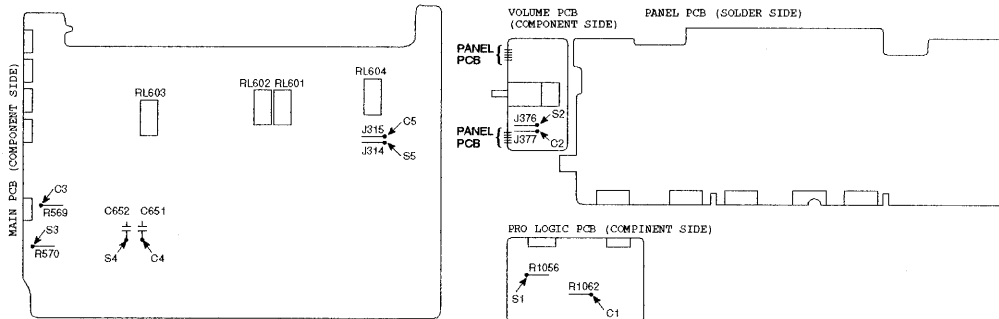 MAIN PCB (COMPONENT SIDE)
RL603
RL602
RL601
RL604
J315
C5
J314
S5
C3
R569
S3
R570
C652
C651
S4
C4
VOLUME PCB
(COMPONENT SIDE)
PANEL
PCB
S2
J376
J377
PANEL
PCB
C2
PANEL PCB (SOLDER SIDE)
PRO LOGIC PCB (COMPINENT SIDE)
R1056
S1
R1062
C1